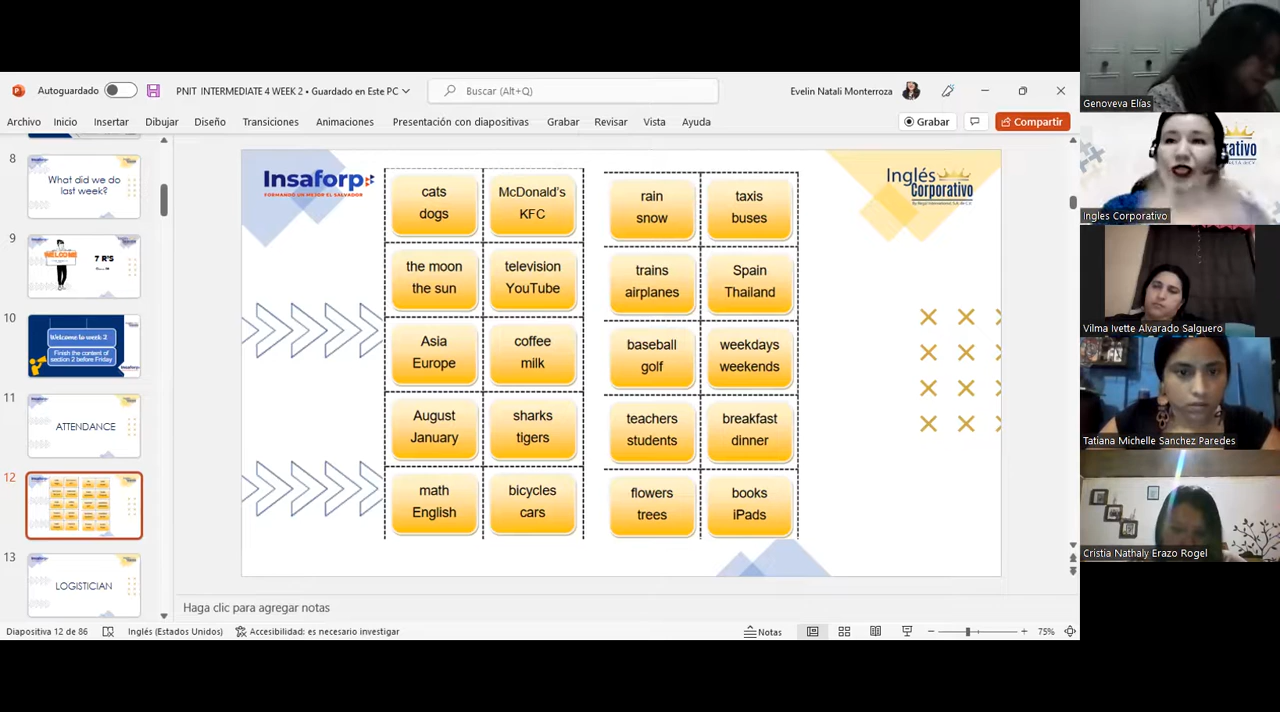 Autoguardado
PNIT INTERMEDIATE 4 WEEK 2 • Guardado en Este PC
Buscar (Alt+Q)
Evelin Natali Monterroza
Archivo Inicio Insertar Dibujar Diseño Transiciones Animaciones Presentación con diapositivas Grabar Revisar Vista Ayuda
Grabar
Compartir
8
What did we do
last week?
9
WELCOME
7 R'S
10
Welcome to week 2
Finish the content of
section 2 before Friday
11
ATTENDANCE
12
13
LOGISTICIAN
Insaforp
FORMANDO UN MEJOR EL SALVADOR
Inglés
Corporativo
cats
dogs
McDonald's
KFC
rain
snow
taxis
buses
the moon
the sun
television
YouTube
trains
airplanes
Spain
Thailand
Asia
Europe
coffee
milk
baseball
golf
weekdays
weekends
August
January
sharks
tigers
teachers
students
breakfast
dinner
math
English
bicycles
cars
flowers
trees
books
iPads
Haga clic para agregar notas
Diapositiva 12 de 86
Inglés (Estados Unidos)
Accesibilidad: es necesario investigar
Notas
75%
Genoveva Elías
Ingles Corporativo
Vilma Ivette Alvarado Salguero
Tatiana Michelle Sanchez Paredes
Cristia Nathaly Erazo Rogel